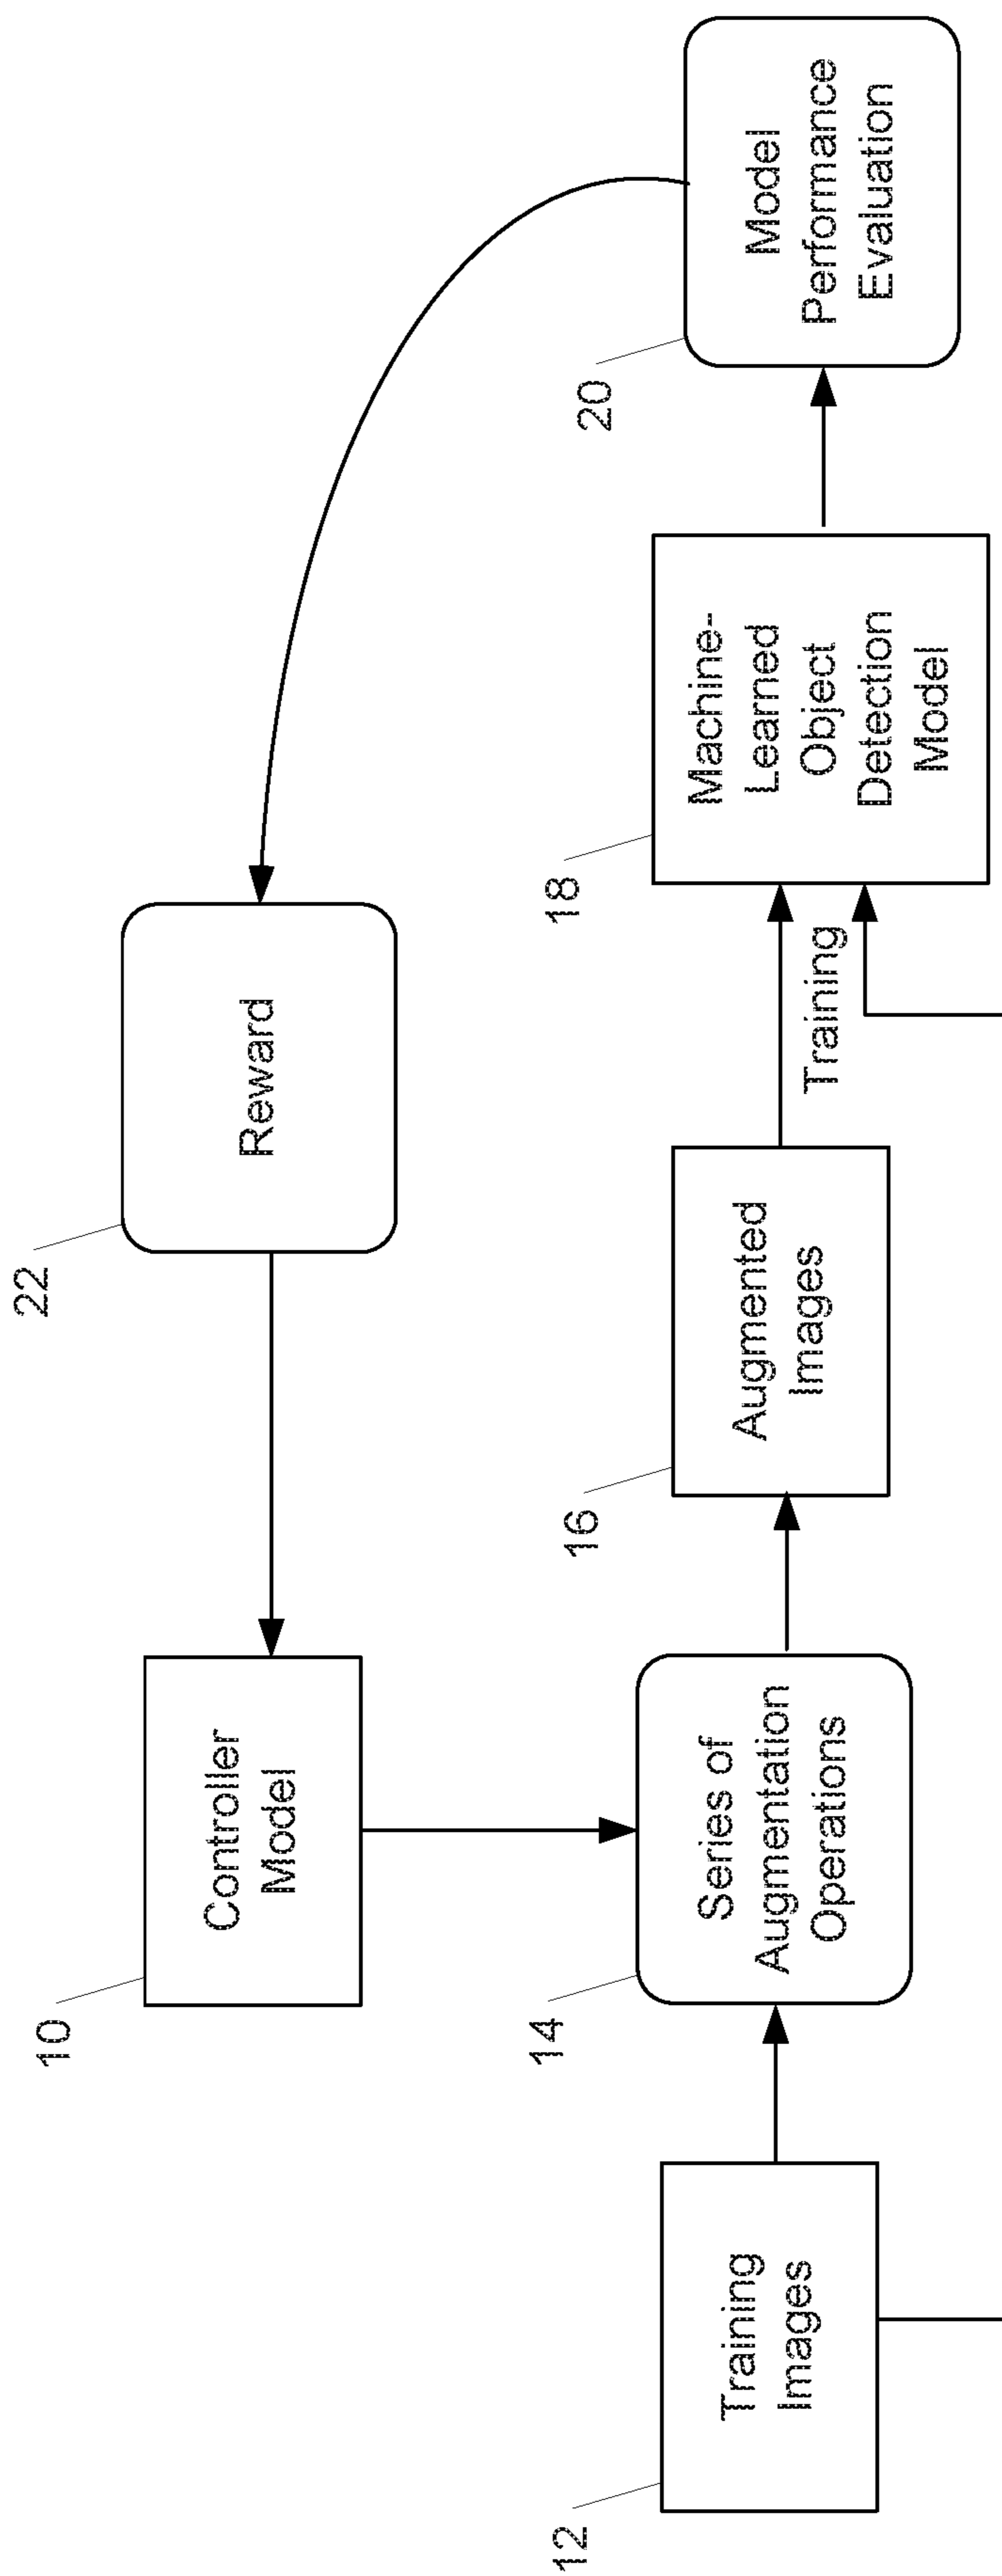 22
Reward
10
Controller
Model
20
Model
Performance
Evaluation
18
Machine-
Learned
Object
Detection
Model
Training
16
Augmented
Images
14
Series of
Augmentation
Operations
12
Training
Images